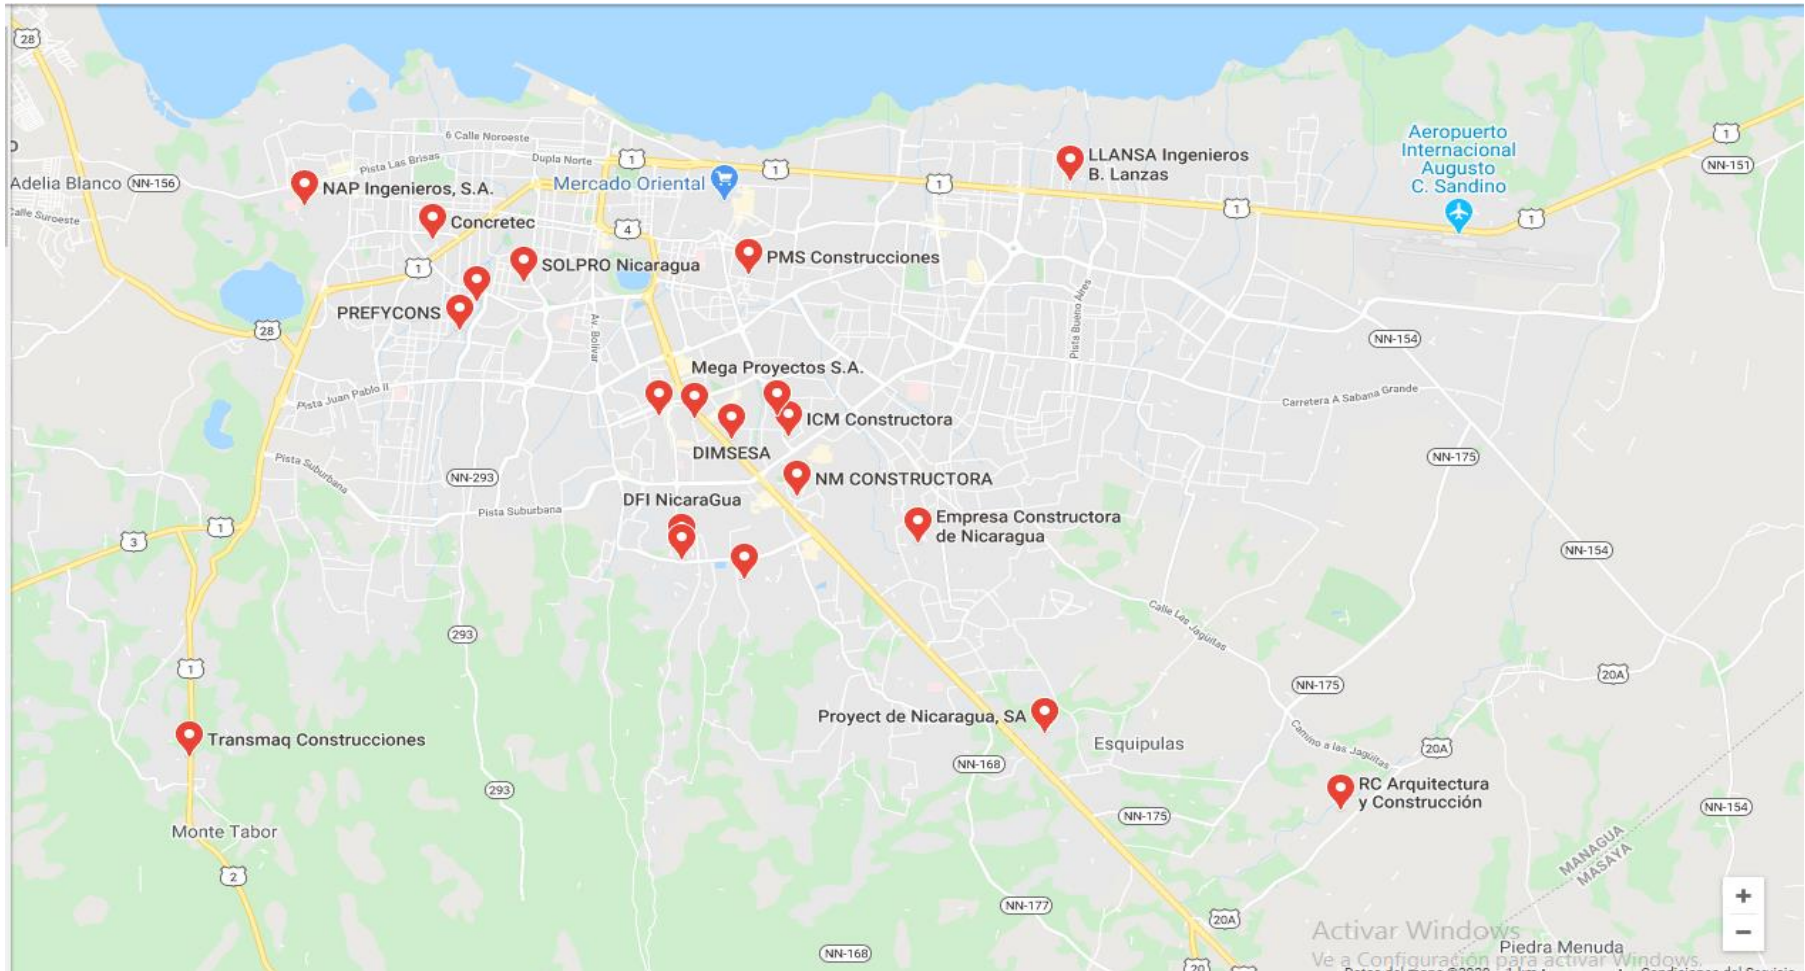 28
1
6 Calle Noroeste
Pista Las Brisas
Dupla Norte
1
1
1
1
1
Aeropuerto
Internacional
Augusto
C. Sandino
NN-151
LLANSA Ingenieros
B. Lanzas
Adelia Blanco
NN-156
NAP Ingenieros, S.A.
Mercado Oriental
Calle Suroeste
Concretec
4
SOLPRO Nicaragua
PMS Construcciones
1
PREFYCONS
28
Av. Bolívar
Pista Buenos Aires
NN-154
Mega Proyectos S.A.
Pista Juan Pablo II
Carretera A Sabana Grande
ICM Constructora
DIMSESA
NN-175
Pista Suburbana
NN-293
NM CONSTRUCTORA
DFI NicaraGua
Pista Suburbana
Empresa Constructora
de Nicaragua
1
3
NN-154
293
Calle Las Jagüitas
1
NN-175
20A
Proyect de Nicaragua, SA
Esquipulas
Transmaq Construcciones
Camino a las Jagüitas
20A
NN-168
293
RC Arquitectura
y Construcción
NN-175
NN-154
Monte Tabor
MANAGUA
MASAYA
2
NN-177
20A
+
−
Activar Windows
NN-168
Piedra Menuda
Ve a Configuración para activar Windows.
20